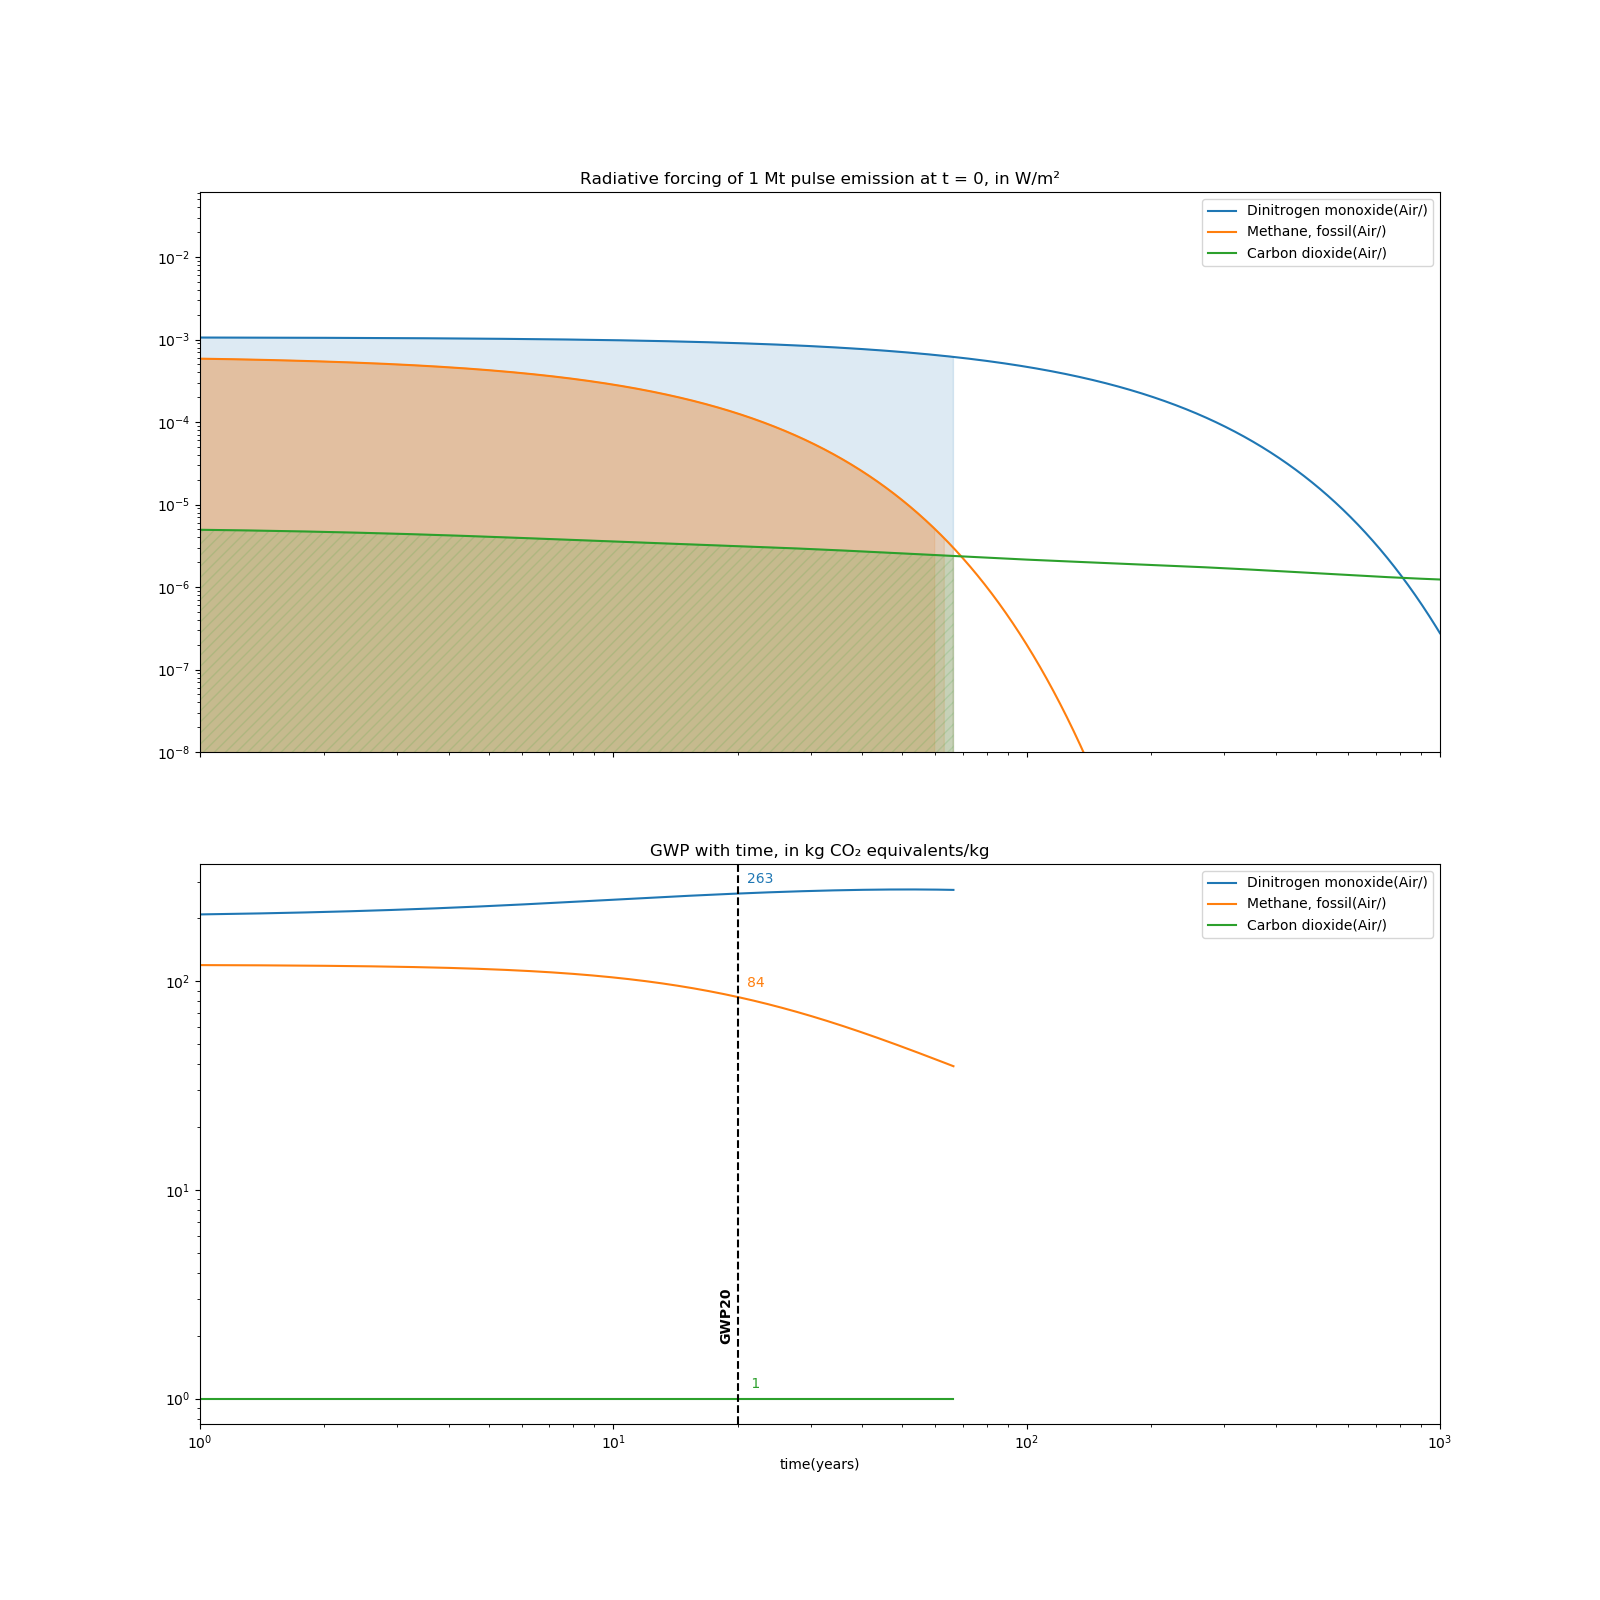 Radiative forcing of 1 Mt pulse emission at t = 0, in W/m²
Dinitrogen monoxide(Air/)
Methane, fossil(Air/)
Carbon dioxide(Air/)
10⁻²
10⁻³
10⁻⁴
10⁻⁵
10⁻⁶
10⁻⁷
10⁻⁸
GWP with time, in kg CO₂ equivalents/kg
263
Dinitrogen monoxide(Air/)
Methane, fossil(Air/)
Carbon dioxide(Air/)
84
10²
10¹
GWP20
1
10⁰
10⁰ 10¹ 10² 10³
time(years)